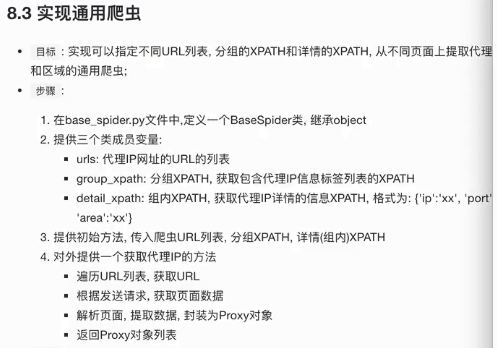 8.3 实现通用爬虫
• 目标 : 实现可以指定不同URL列表, 分组的XPATH和详情的XPATH, 从不同页面上提取代理
和区域的通用爬虫;
• 步骤 :
1. 在base_spider.py文件中,定义一个BaseSpider类, 继承object
2. 提供三个类成员变量:
▪ urls: 代理IP网址的URL的列表
▪ group_xpath: 分组XPATH, 获取包含代理IP信息标签列表的XPATH
▪ detail_xpath: 组内XPATH, 获取代理IP详情的信息XPATH, 格式为: {'ip':'xx', 'port'
'area':'xx'}
3. 提供初始方法, 传入爬虫URL列表, 分组XPATH, 详情(组内)XPATH
4. 对外提供一个获取代理IP的方法
▪ 遍历URL列表, 获取URL
▪ 根据发送请求, 获取页面数据
▪ 解析页面, 提取数据, 封装为Proxy对象
▪ 返回Proxy对象列表